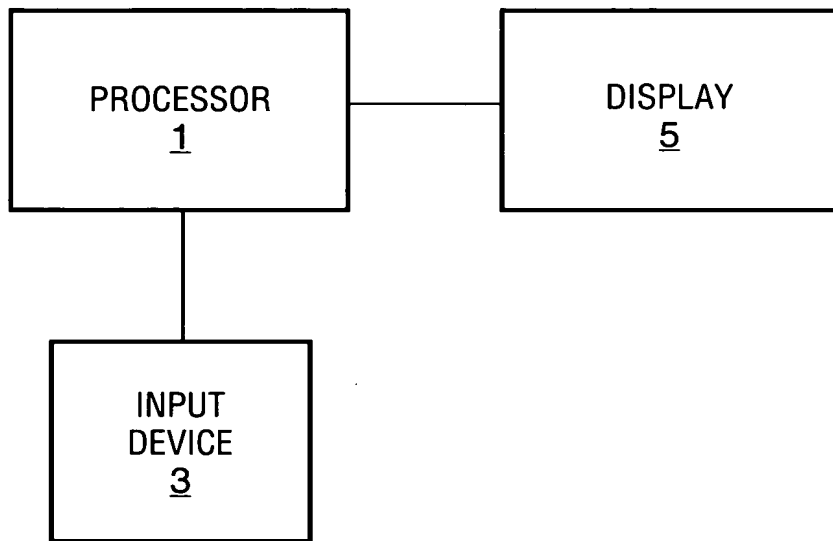 PROCESSOR
1
DISPLAY
5
INPUT
DEVICE
3